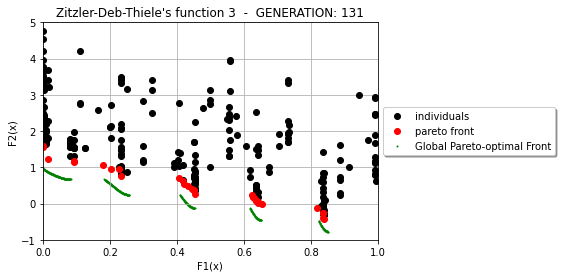 Zitzler-Deb-Thiele's function 3 - GENERATION: 131
5
4
3
2
1
0
−1
F2(x)
0.0 0.2 0.4 0.6 0.8 1.0
F1(x)
individuals
pareto front
Global Pareto-optimal Front